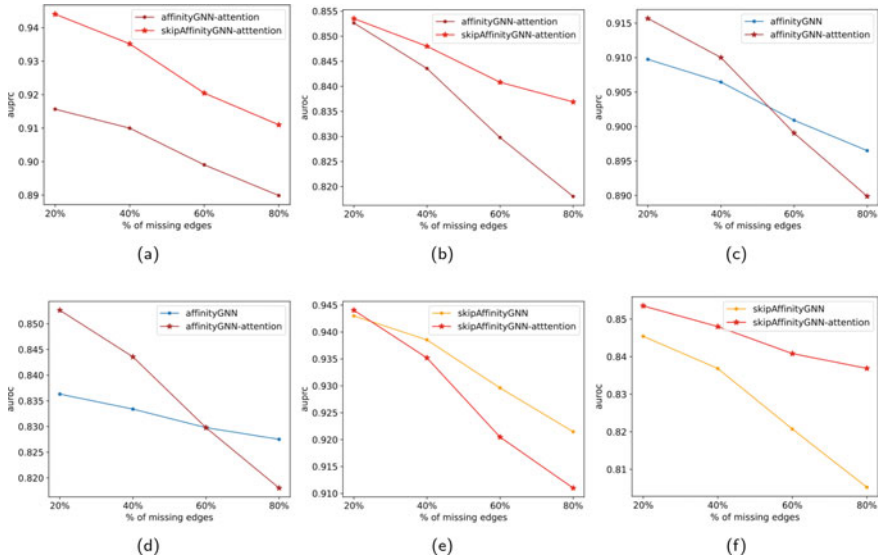 affinityGNN-attention
skipAffinityGNN-atttention
auprc
0.94
0.93
0.92
0.91
0.90
0.89
20%
40%
60%
80%
% of missing edges
(a)
affinityGNN-attention
skipAffinityGNN-atttention
auroc
0.855
0.850
0.845
0.840
0.835
0.830
0.825
0.820
20%
40%
60%
80%
% of missing edges
(b)
affinityGNN
affinityGNN-attention
auprc
0.915
0.910
0.905
0.900
0.895
0.890
20%
40%
60%
80%
% of missing edges
(c)
affinityGNN
affinityGNN-attention
auroc
0.850
0.845
0.840
0.835
0.830
0.825
0.820
20%
40%
60%
80%
% of missing edges
(d)
skipAffinityGNN
skipAffinityGNN-atttention
auprc
0.945
0.940
0.935
0.930
0.925
0.920
0.915
0.910
20%
40%
60%
80%
% of missing edges
(e)
skipAffinityGNN
skipAffinityGNN-attention
auroc
0.85
0.84
0.83
0.82
0.81
20%
40%
60%
80%
% of missing edges
(f)